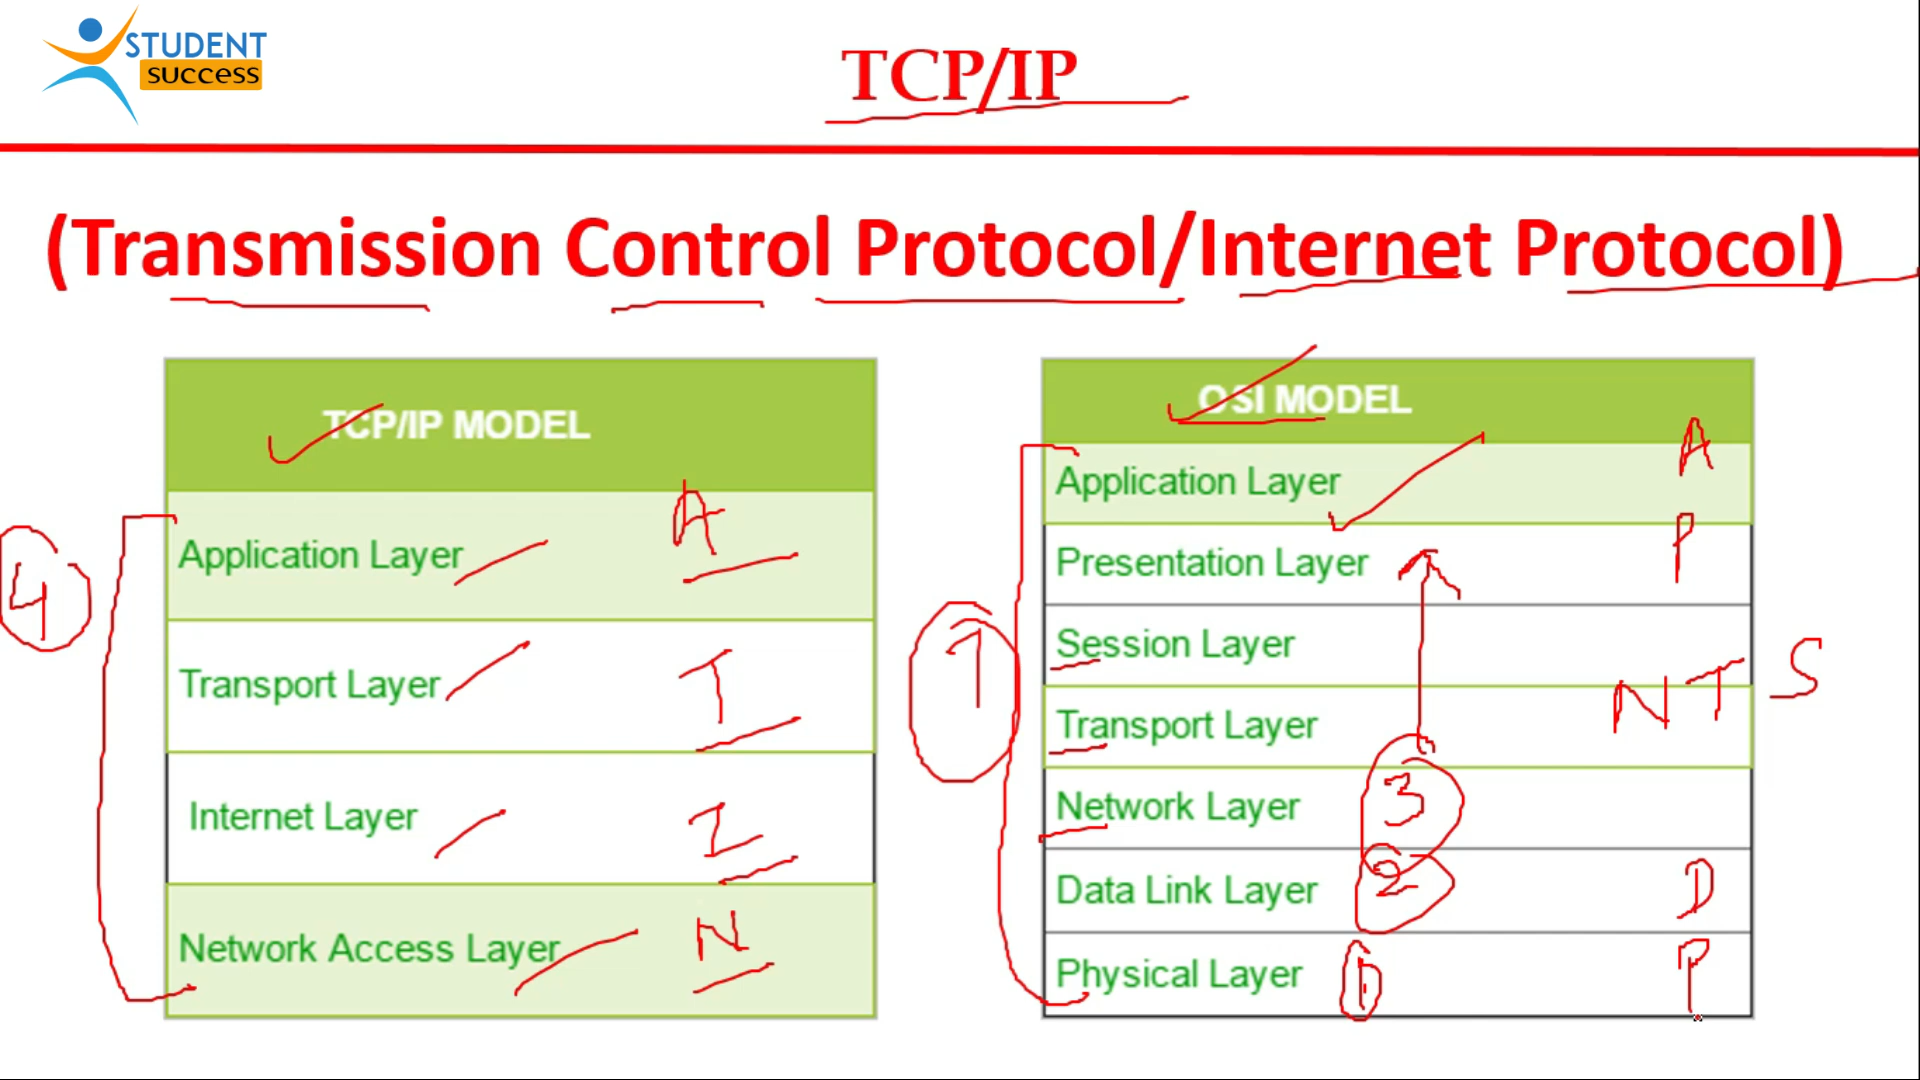 STUDENT
SUCCESS
TCP/IP
(Transmission Control Protocol/Internet Protocol)
TCP/IP MODEL
4
Application Layer A
Transport Layer T
Internet Layer I
Network Access Layer N
OSI MODEL
7
Application Layer A
Presentation Layer P
Session Layer S
Transport Layer N T
Network Layer 3
Data Link Layer 2 D
Physical Layer 1 P